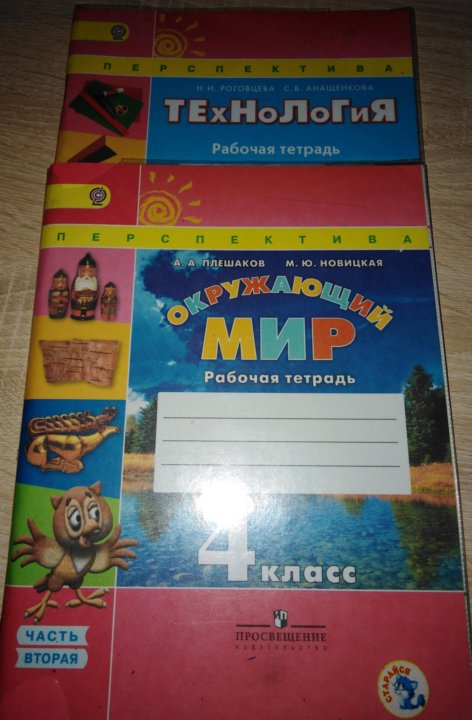 ПЕРСПЕКТИВА
Н. И. РОГОВЦЕВА С. В. АНАЩЕНКОВА
ТЕхНоЛоГиЯ
Рабочая тетрадь
ПЕРСПЕКТИВА
А. А. ПЛЕШАКОВ М. Ю. НОВИЦКАЯ
ОКРУЖАЮЩИЙ
МИР
Рабочая тетрадь
4 класс
ЧАСТЬ
ВТОРАЯ
ПРОСВЕЩЕНИЕ
ИЗДАТЕЛЬСТВО
СТАРАЙСЯ